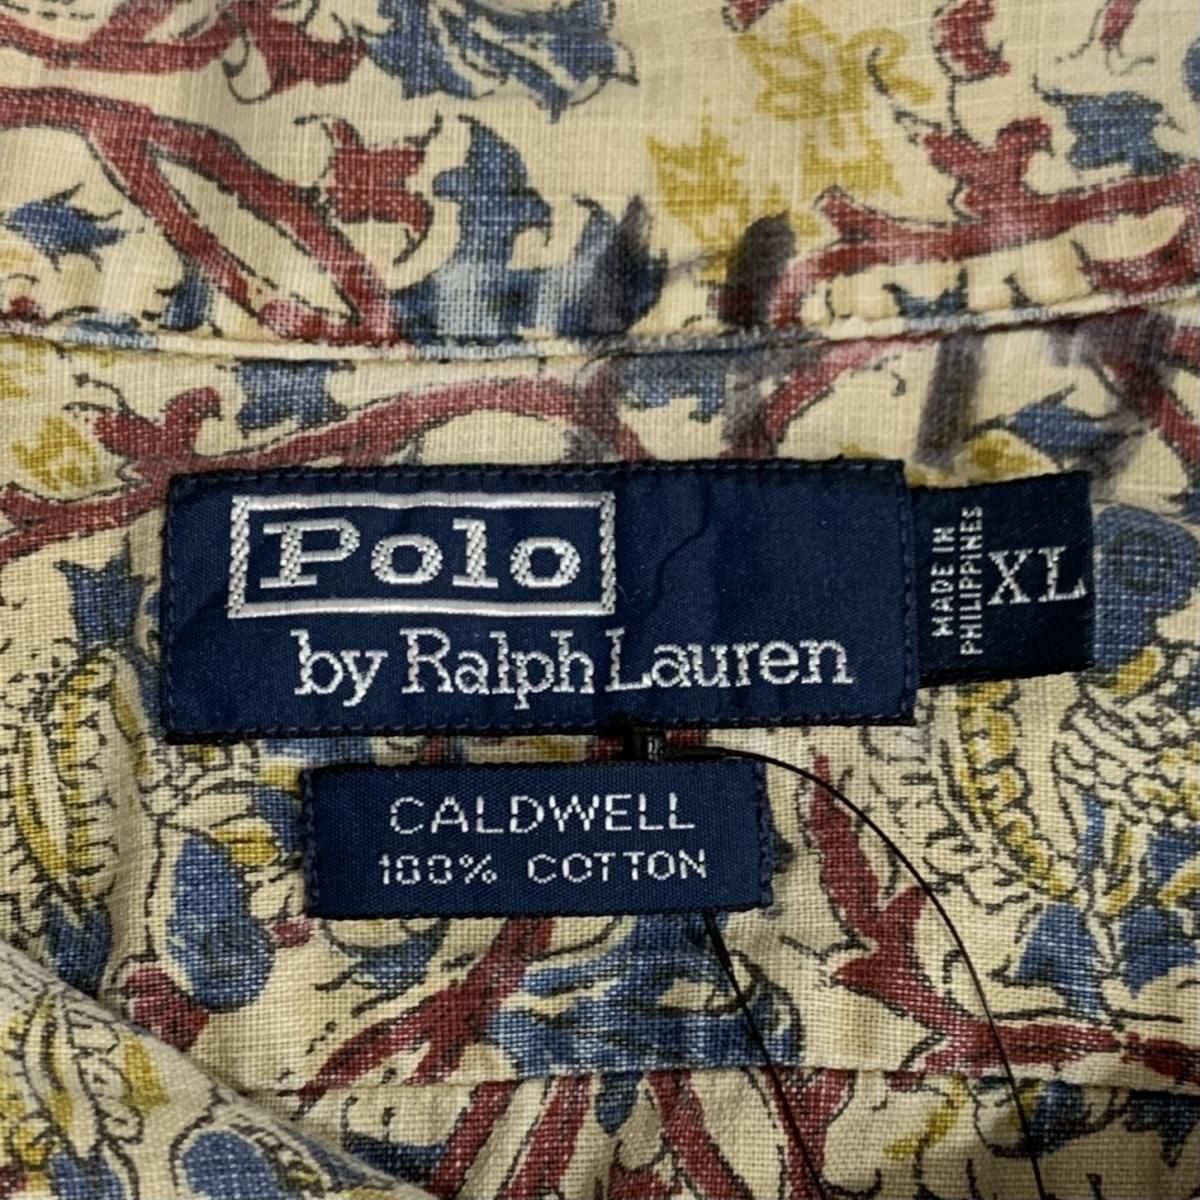 Polo
by Ralph Lauren
MADE IN
PHILIPPINES
XL
CALDWELL
100% COTTON